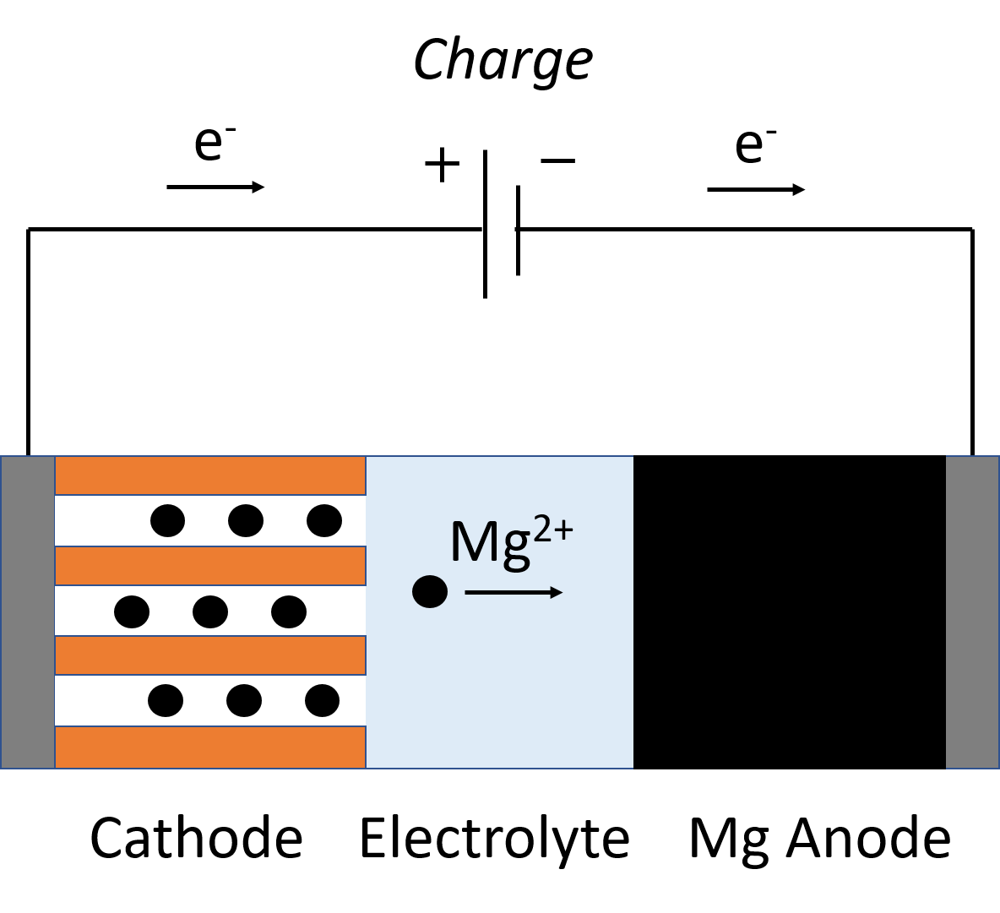 Charge
e⁻
e⁻
+ −
Mg²⁺
Cathode Electrolyte Mg Anode